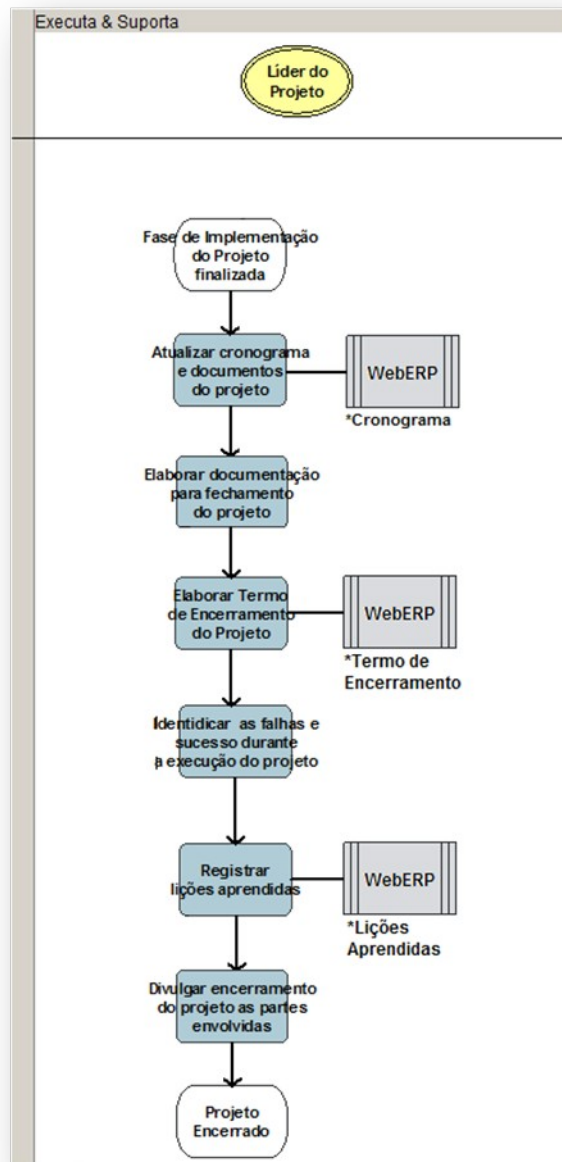 Executa & Suporta
Líder do
Projeto
Fase de Implementação
do Projeto
finalizada
Atualizar cronograma
e documentos
do projeto
WebERP
*Cronograma
Elaborar documentação
para fechamento
do projeto
Elaborar Termo
de Encerramento
do Projeto
WebERP
*Termo de
Encerramento
Identidicar as falhas e
sucesso durante
a execução do projeto
Registrar
lições aprendidas
WebERP
*Lições
Aprendidas
Divulgar encerramento
do projeto as partes
envolvidas
Projeto
Encerrado